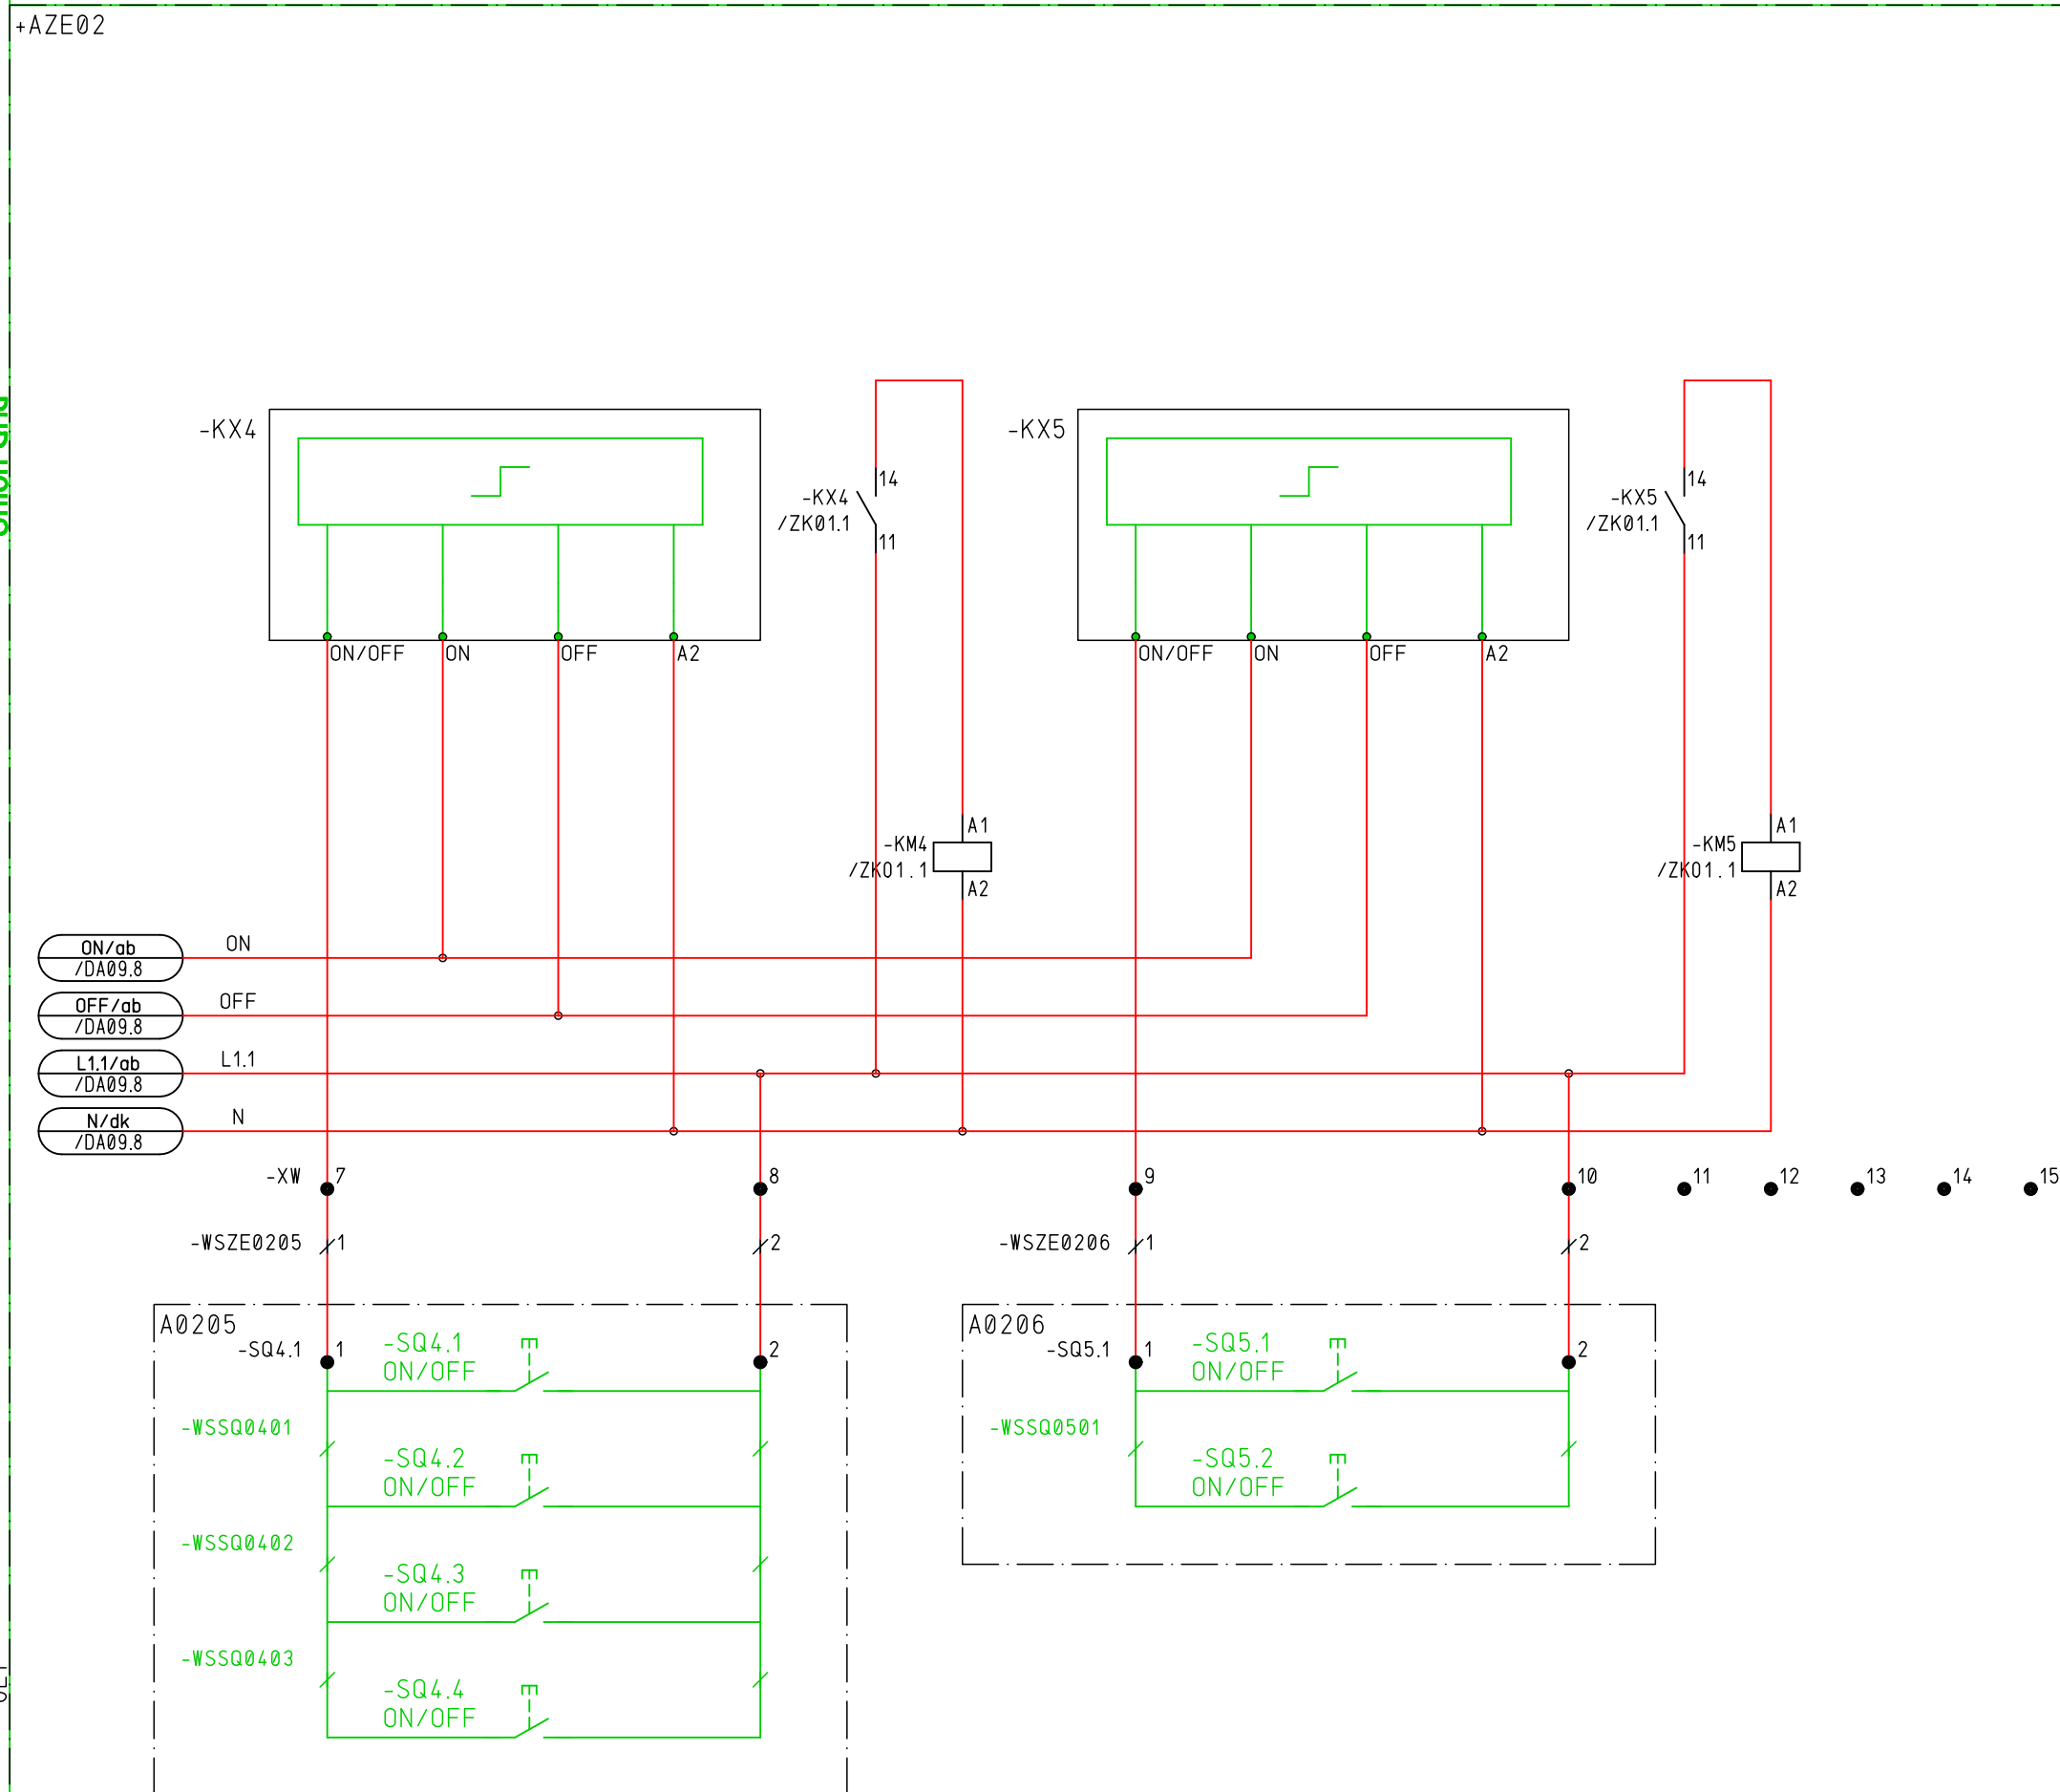 +AZE02
-KX4
-KX5
14
-KX4
/ZK01.1
11
14
-KX5
/ZK01.1
11
ON/OFF
ON
OFF
A2
ON/OFF
ON
OFF
A2
A1
-KM4
/ZK01.1
A2
A1
-KM5
/ZK01.1
A2
ON/ab
/DA09.8
ON
OFF/ab
/DA09.8
OFF
L1.1/ab
/DA09.8
L1.1
N/dk
/DA09.8
N
-XW
7
8
9
10
11
12
13
14
15
-WSZE0205
1
2
-WSZE0206
1
2
A0205
-SQ4.1
1
2
-SQ4.1
ON/OFF
-WSSQ0401
-SQ4.2
ON/OFF
-WSSQ0402
-SQ4.3
ON/OFF
-WSSQ0403
-SQ4.4
ON/OFF
A0206
-SQ5.1
1
2
-SQ5.1
ON/OFF
-WSSQ0501
-SQ5.2
ON/OFF